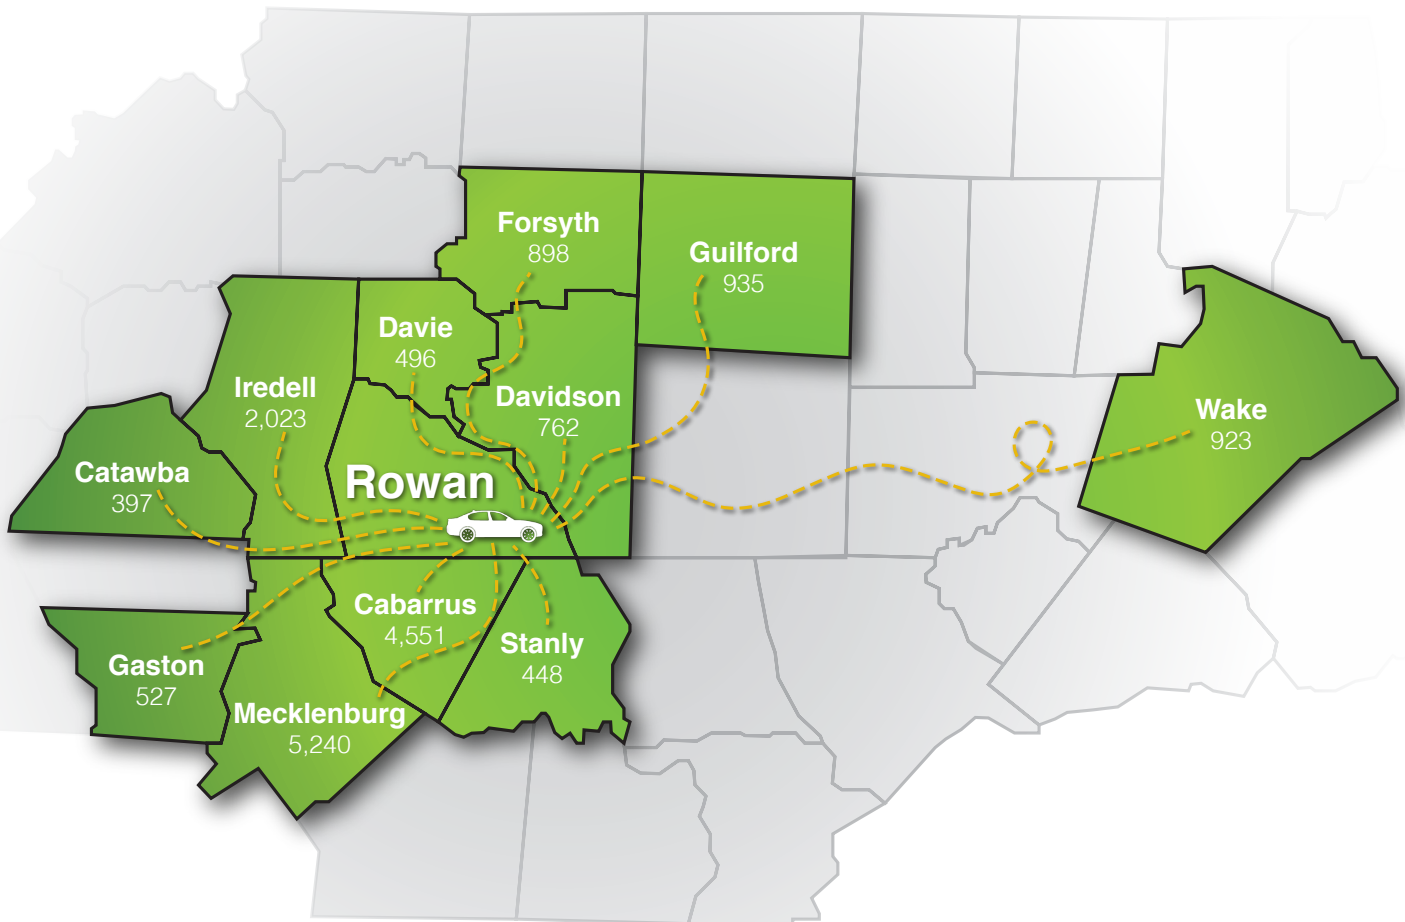 Forsyth
898
Guilford
935
Davie
496
Iredell
2,023
Davidson
762
Wake
923
Catawba
397
Rowan
Cabarrus
4,551
Stanly
448
Gaston
527
Mecklenburg
5,240